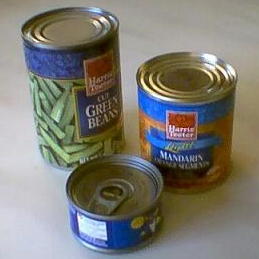 Harris
Teeter
CUT
GREEN
BEANS
Harris
Teeter
Light
MANDARIN
ORANGE SEGMENTS